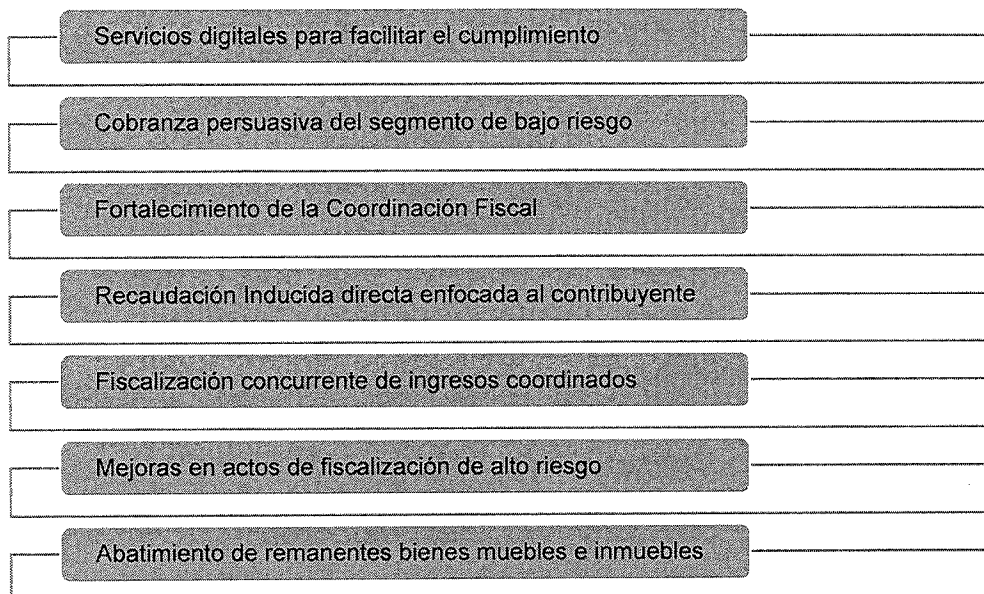 Servicios digitales para facilitar el cumplimiento
Cobranza persuasiva del segmento de bajo riesgo
Fortalecimiento de la Coordinación Fiscal
Recaudación Inducida directa enfocada al contribuyente
Fiscalización concurrente de ingresos coordinados
Mejoras en actos de fiscalización de alto riesgo
Abatimiento de remanentes bienes muebles e inmuebles